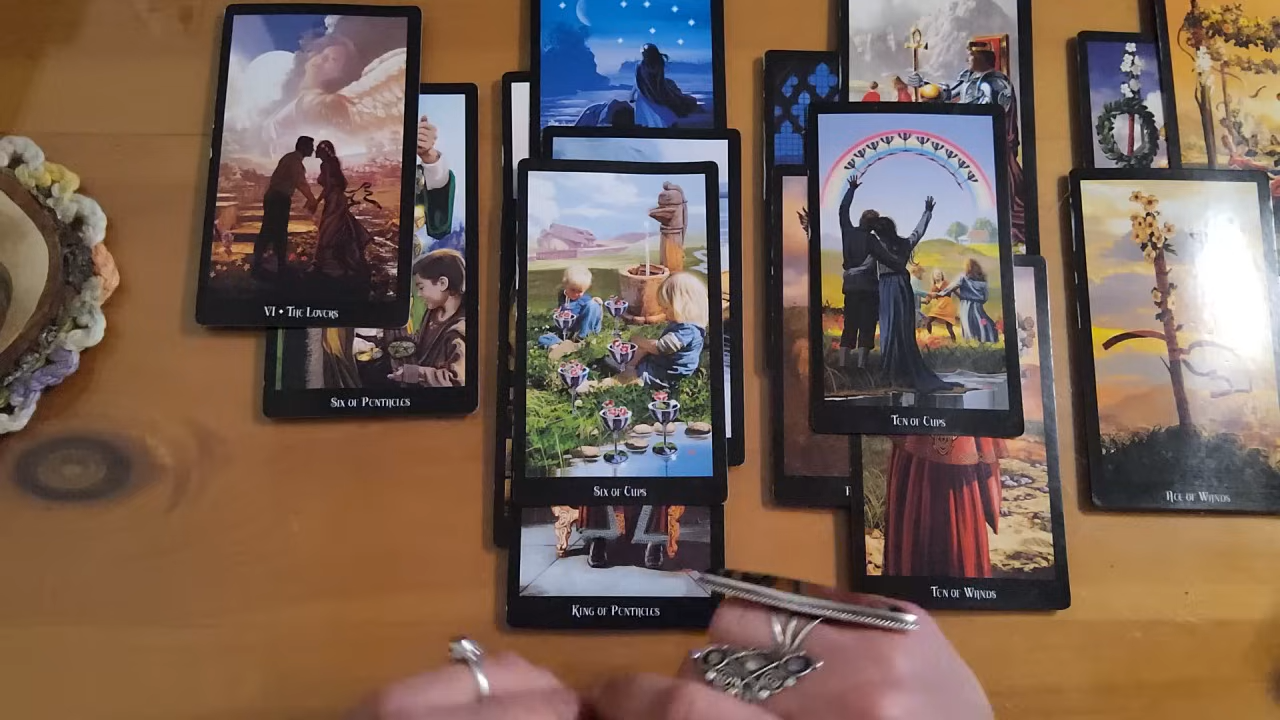 VI • The Lovers
Six of Pentacles
Six of Cups
King of Pentacles
Ten of Cups
Ten of Wands
Ace of Wands